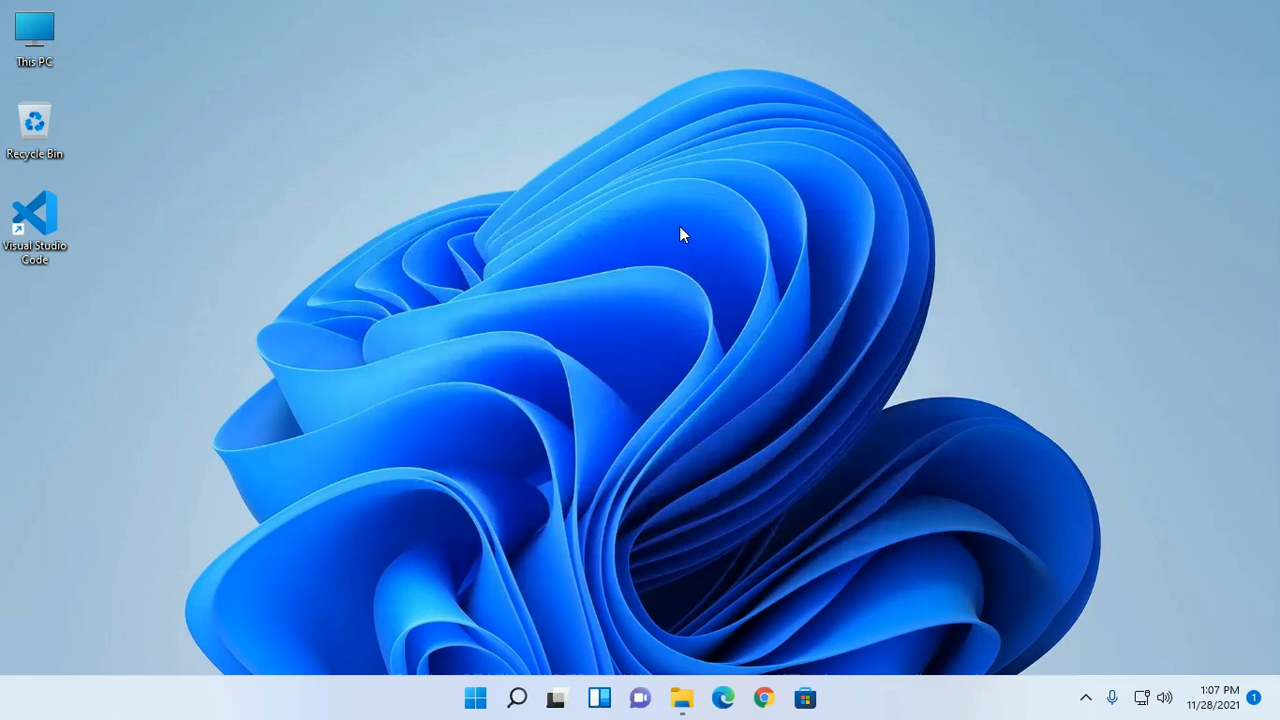 This PC
Recycle Bin
Visual Studio
Code
1:07 PM
11/28/2021
1